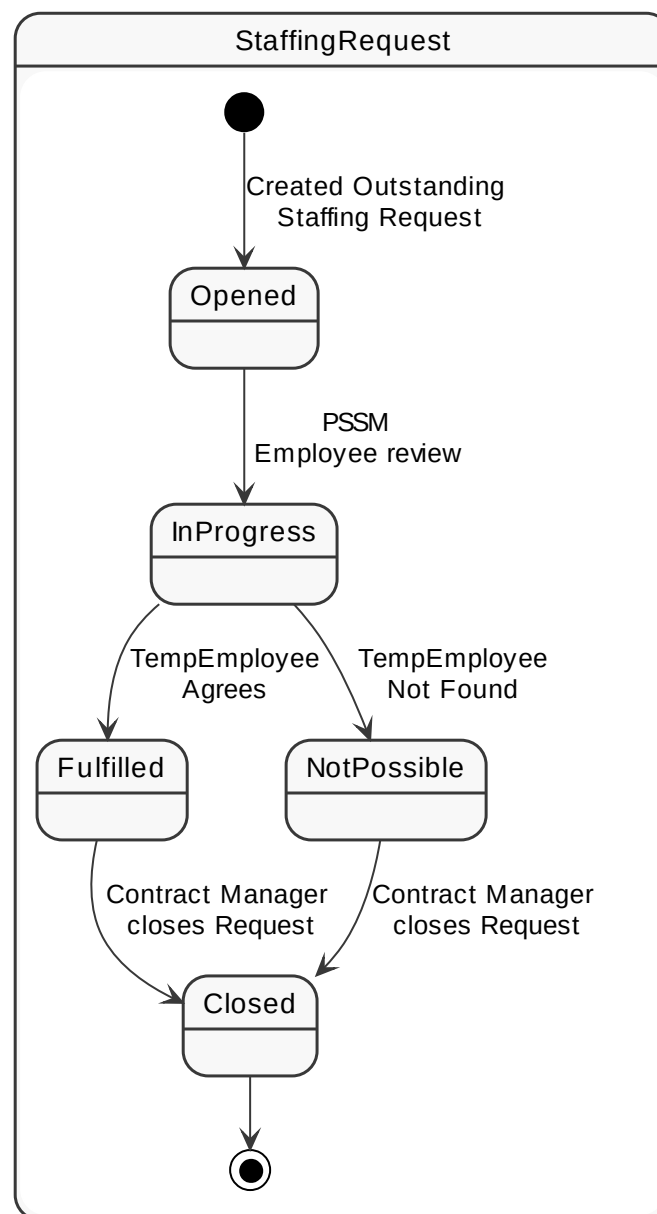 StaffingRequest
Created Outstanding
Staffing Request
Opened
PSSM
Employee review
InProgress
TempEmployee
Agrees
TempEmployee
Not Found
Fulfilled
NotPossible
Contract Manager
closes Request
Contract Manager
closes Request
Closed